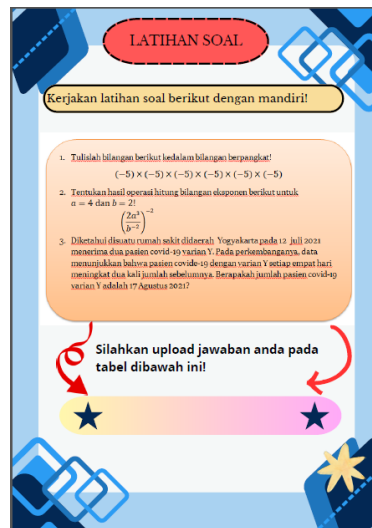 LATIHAN SOAL
Kerjakan latihan soal berikut dengan mandiri!
1. Tulislah bilangan berikut kedalam bilangan berpangkat!
(−5) × (−5) × (−5) × (−5) × (−5) × (−5)
2. Tentukan hasil operasi hitung bilangan eksponen berikut untuk
a = 4 dan b = 2!
(2a³/b⁻²)⁻²
3. Diketahui disuatu rumah sakit didaerah Yogyakarta pada 12 juli 2021
menerima dua pasien covid-19 varian Y. Pada perkembanganya, data
menunjukkan bahwa pasien covide-19 dengan varian Y setiap empat hari
meningkat dua kali jumlah sebelumnya. Berapakah jumlah pasien covid-19
varian Y adalah 17 Agustus 2021?
Silahkan upload jawaban anda pada
tabel dibawah ini!